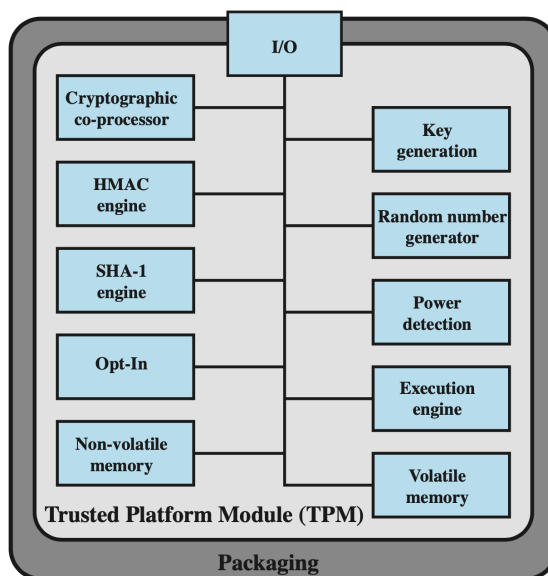 I/O
Cryptographic
co-processor
HMAC
engine
SHA-1
engine
Opt-In
Non-volatile
memory
Key
generation
Random number
generator
Power
detection
Execution
engine
Volatile
memory
Trusted Platform Module (TPM)
Packaging